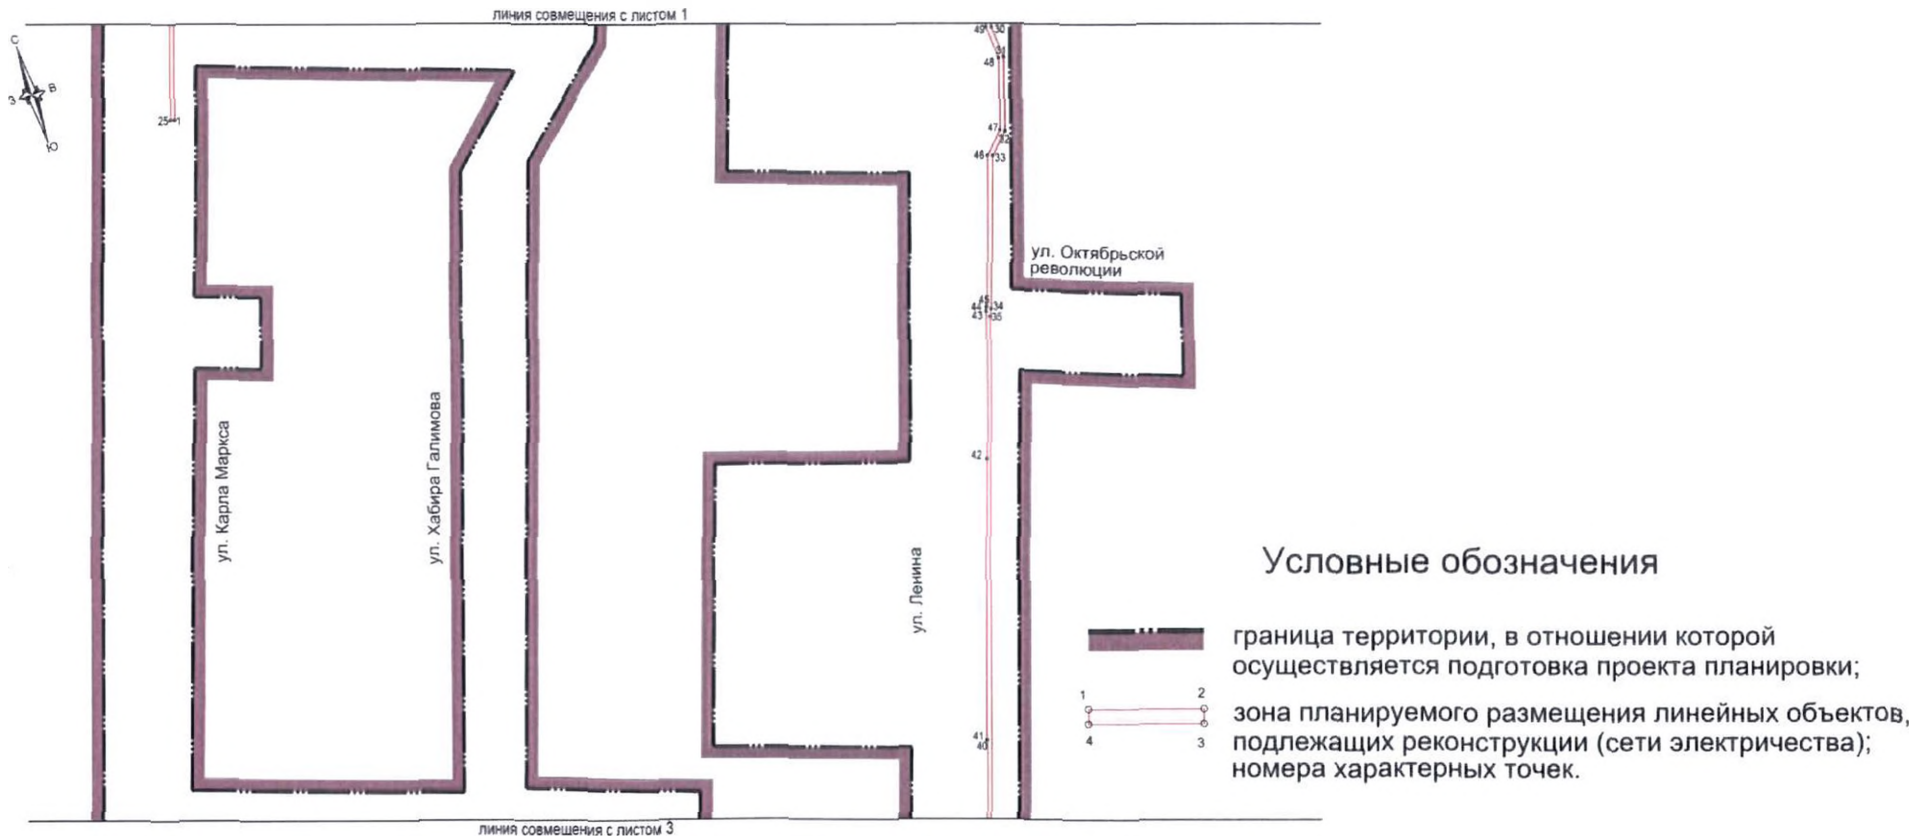 линия совмещения с листом 1
С
В
З
Ю
25 1
49 30
31
48
47
32
46 33
ул. Октябрьской
революции
45
44 34
43 35
ул. Карла Маркса
ул. Хабира Галимова
42
ул. Ленина
41
40
Условные обозначения
граница территории, в отношении которой
осуществляется подготовка проекта планировки;
1 2
4 3
зона планируемого размещения линейных объектов,
подлежащих реконструкции (сети электричества);
номера характерных точек.
линия совмещения с листом 3